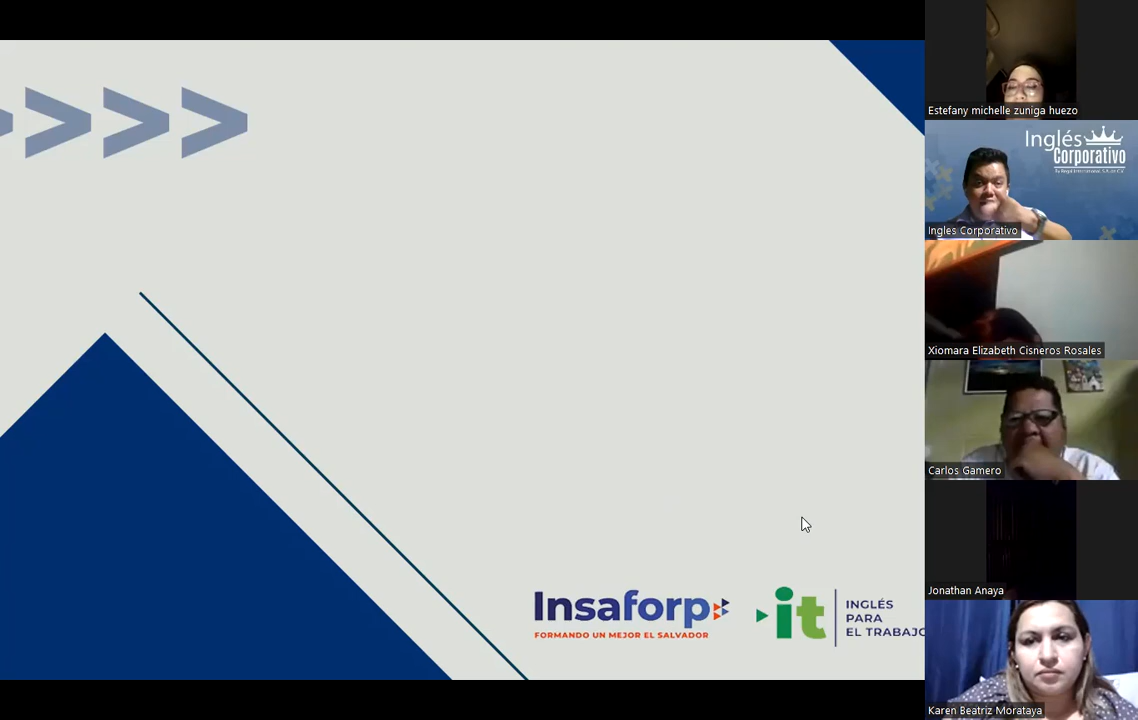 Insaforp
FORMANDO UN MEJOR EL SALVADOR
it
INGLÉS
PARA
EL TRABAJO
Estefany michelle zuniga huezo
Inglés
Corporativo
Ingles Corporativo
Xiomara Elizabeth Cisneros Rosales
Carlos Gamero
Jonathan Anaya
Karen Beatriz Morataya